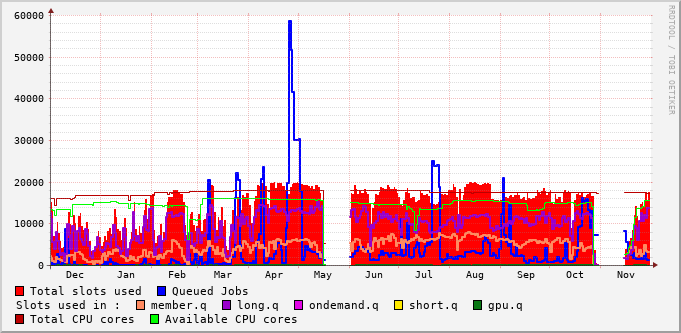 60000
50000
40000
30000
20000
10000
0
Dec Jan Feb Mar Apr May Jun Jul Aug Sep Oct Nov
RRDTOOL / TOBI OETIKER
Total slots used Queued Jobs
Slots used in : member.q long.q ondemand.q short.q gpu.q
Total CPU cores Available CPU cores